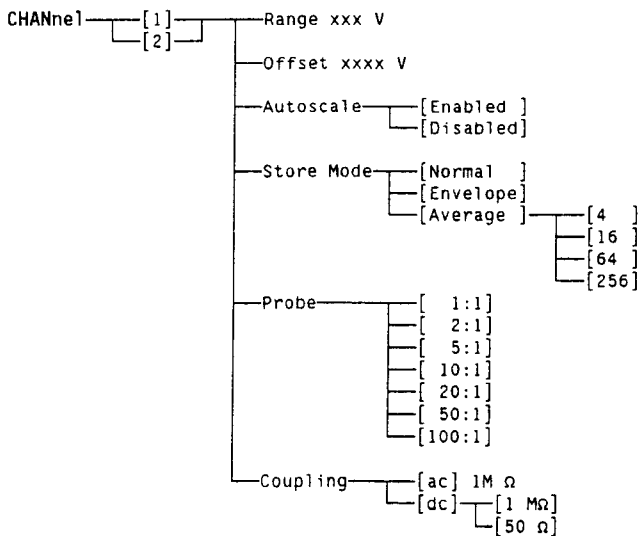 CHANnel [1] Range xxx V
[2]
Offset xxxx V
Autoscale [Enabled ]
[Disabled]
Store Mode [Normal ]
[Envelope]
[Average ] [4 ]
[16 ]
[64 ]
[256]
Probe [ 1:1]
[ 2:1]
[ 5:1]
[ 10:1]
[ 20:1]
[ 50:1]
[100:1]
Coupling [ac] 1M Ω
[dc] [1 MΩ]
[50 Ω]